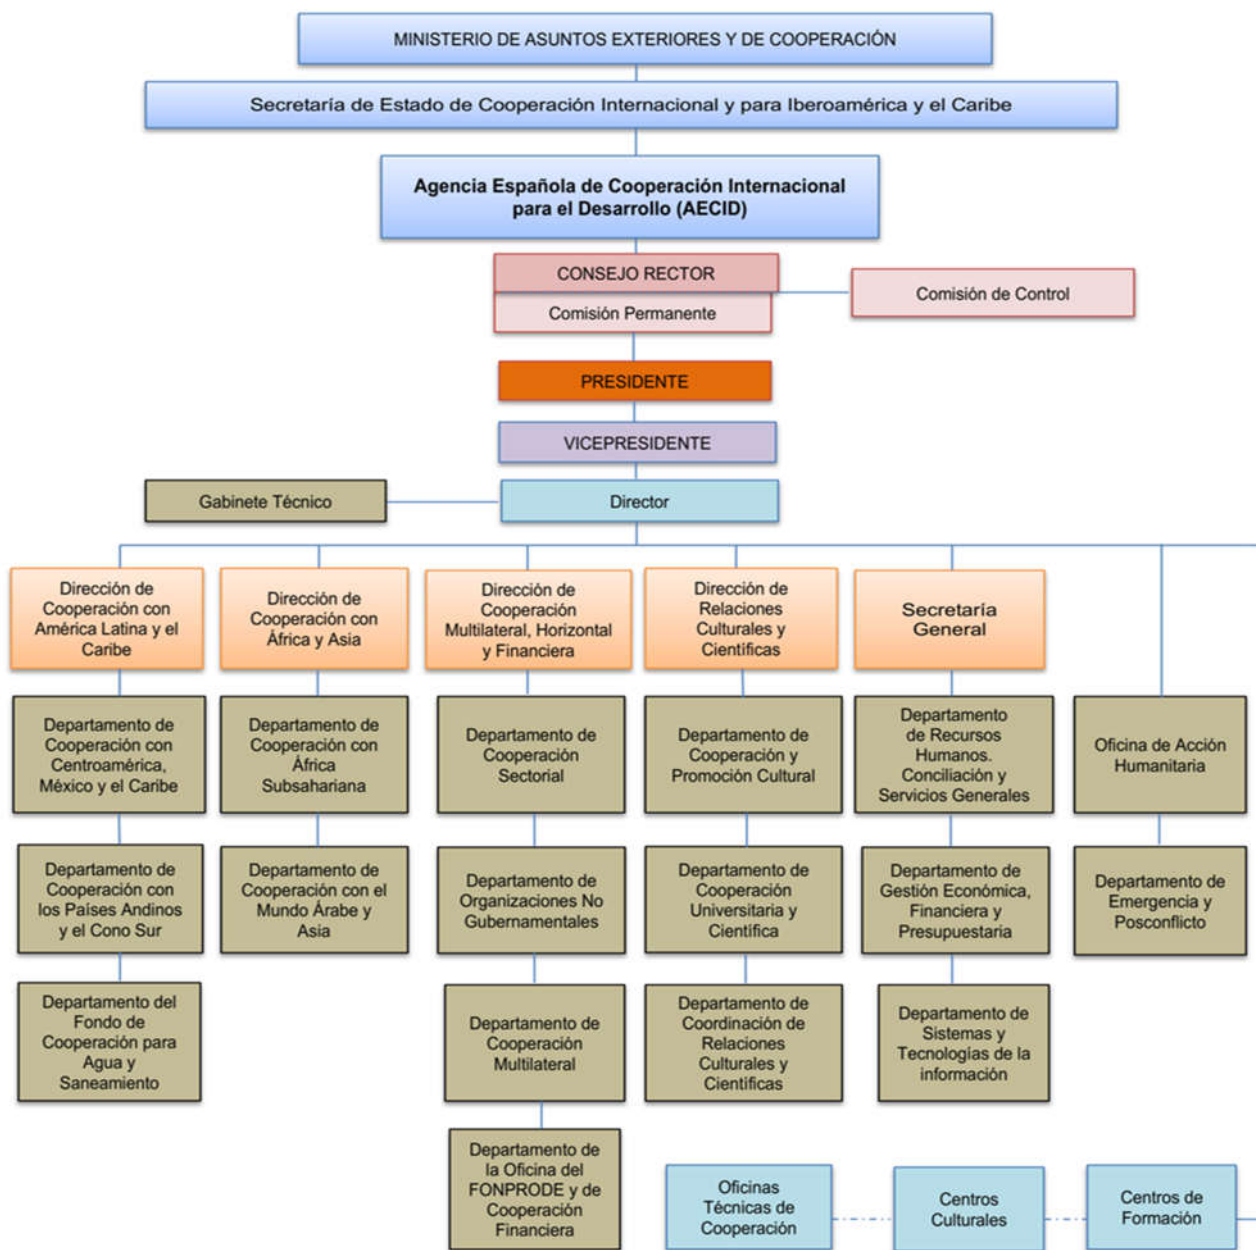 MINISTERIO DE ASUNTOS EXTERIORES Y DE COOPERACIÓN
Secretaría de Estado de Cooperación Internacional y para Iberoamérica y el Caribe
Agencia Española de Cooperación Internacional
para el Desarrollo (AECID)
CONSEJO RECTOR
Comisión de Control
Comisión Permanente
PRESIDENTE
VICEPRESIDENTE
Gabinete Técnico
Director
Dirección de
Cooperación con
América Latina y el
Caribe
Dirección de
Cooperación con
África y Asia
Dirección de
Cooperación
Multilateral, Horizontal
y Financiera
Dirección de
Relaciones
Culturales y
Científicas
Secretaría
General
Departamento de
Cooperación con
Centroamérica,
México y el Caribe
Departamento de
Cooperación con
África
Subsahariana
Departamento de
Cooperación
Sectorial
Departamento de
Cooperación y
Promoción Cultural
Departamento
de Recursos
Humanos.
Conciliación y
Servicios Generales
Oficina de Acción
Humanitaria
Departamento de
Cooperación con
los Países Andinos
y el Cono Sur
Departamento de
Cooperación con el
Mundo Árabe y
Asia
Departamento de
Organizaciones No
Gubernamentales
Departamento de
Cooperación
Universitaria y
Científica
Departamento de
Gestión Económica,
Financiera y
Presupuestaria
Departamento de
Emergencia y
Posconflicto
Departamento del
Fondo de
Cooperación para
Agua y
Saneamiento
Departamento de
Cooperación
Multilateral
Departamento de
Coordinación de
Relaciones
Culturales y
Científicas
Departamento de
Sistemas y
Tecnologías de la
información
Departamento de
la Oficina del
FONPRODE y de
Cooperación
Financiera
Oficinas
Técnicas de
Cooperación
Centros
Culturales
Centros de
Formación